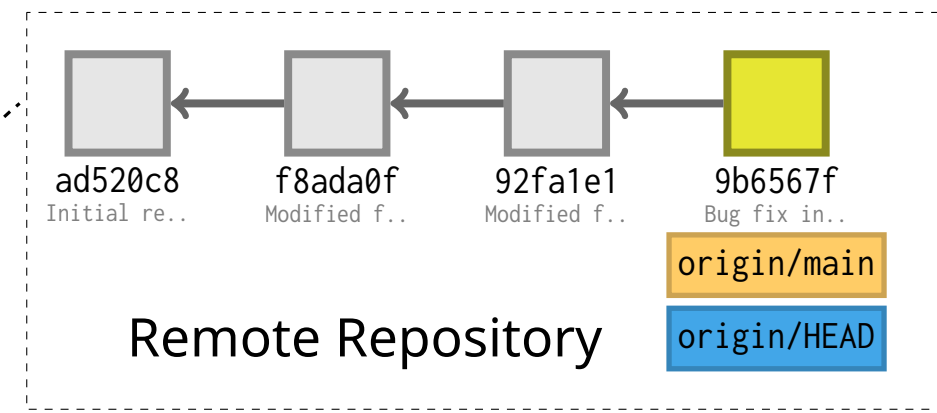 ad520c8
Initial re..
f8ada0f
Modified f..
92fa1e1
Modified f..
9b6567f
Bug fix in..
origin/main
origin/HEAD
Remote Repository